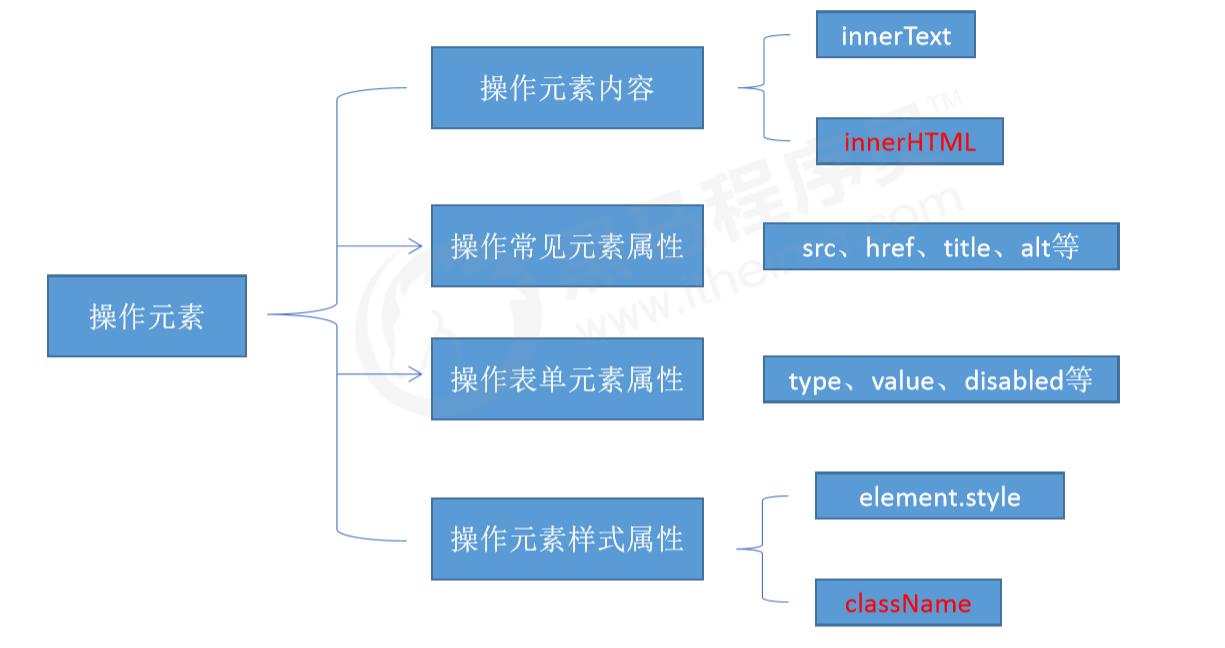 innerText
操作元素内容
innerHTML
操作常见元素属性
src、href、title、alt等
操作元素
操作表单元素属性
type、value、disabled等
element.style
操作元素样式属性
className
www.itheima.com